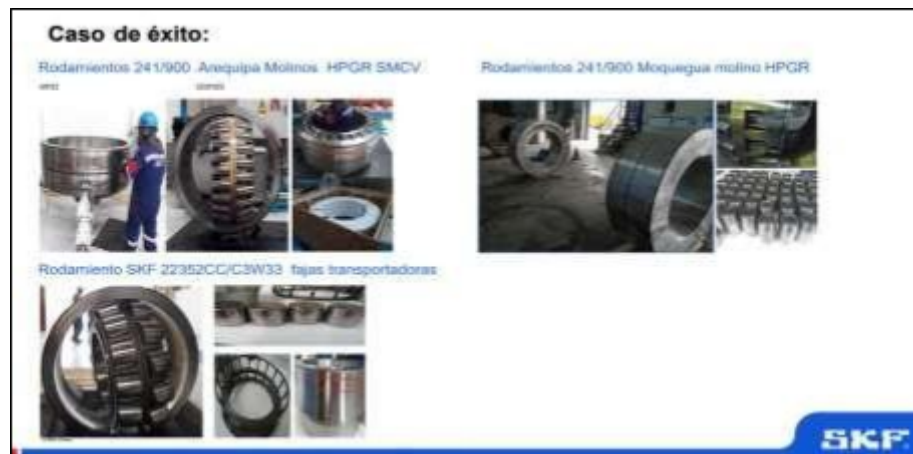 Caso de éxito:
Rodamientos 241/900 Arequipa Molinos HPGR SMCV
Rodamientos 241/900 Moquegua molino HPGR
Rodamiento SKF 22352CC/C3W33 fajas transportadoras
SKF